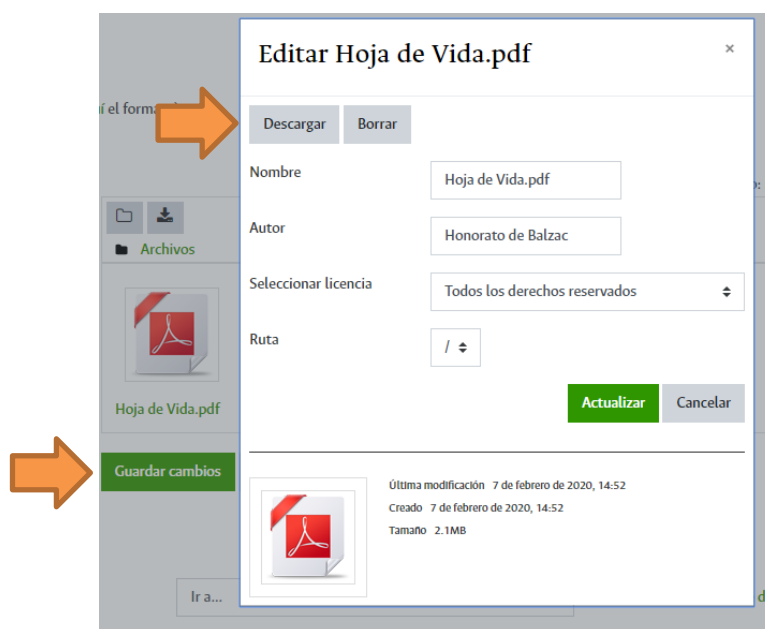 Editar Hoja de Vida.pdf ×
í el forma
Descargar Borrar
Nombre Hoja de Vida.pdf
Autor Honorato de Balzac
Archivos
Seleccionar licencia Todos los derechos reservados
Ruta /
Hoja de Vida.pdf
Actualizar Cancelar
Guardar cambios
Última modificación 7 de febrero de 2020, 14:52
Creado 7 de febrero de 2020, 14:52
Tamaño 2.1MB
Ir a...
d